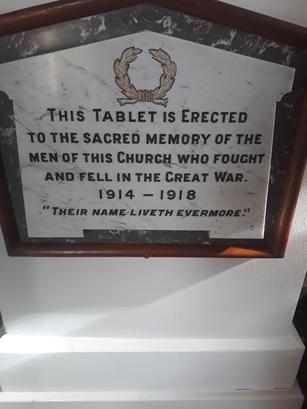 THIS TABLET IS ERECTED
TO THE SACRED MEMORY OF THE
MEN OF THIS CHURCH WHO FOUGHT
AND FELL IN THE GREAT WAR.
1914 – 1918
"THEIR NAME LIVETH EVERMORE."